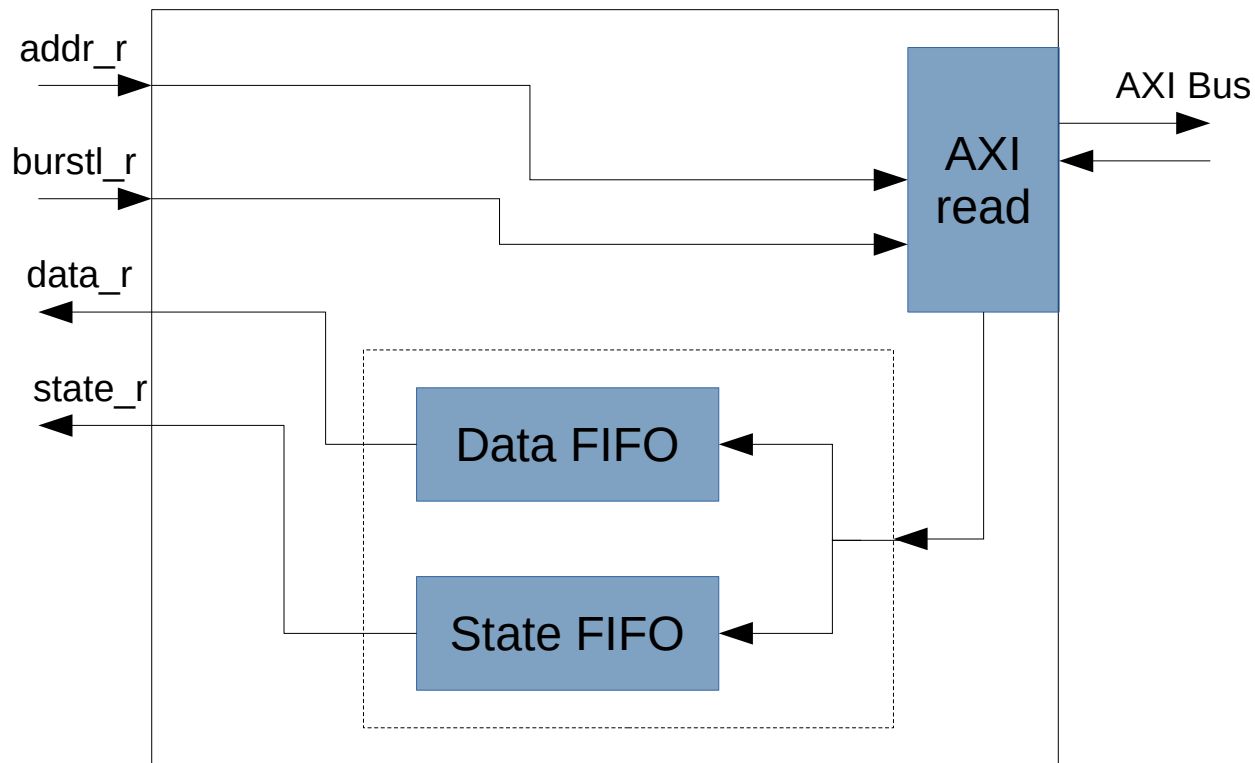 addr_r
AXI Bus
burstl_r
AXI
read
data_r
state_r
Data FIFO
State FIFO